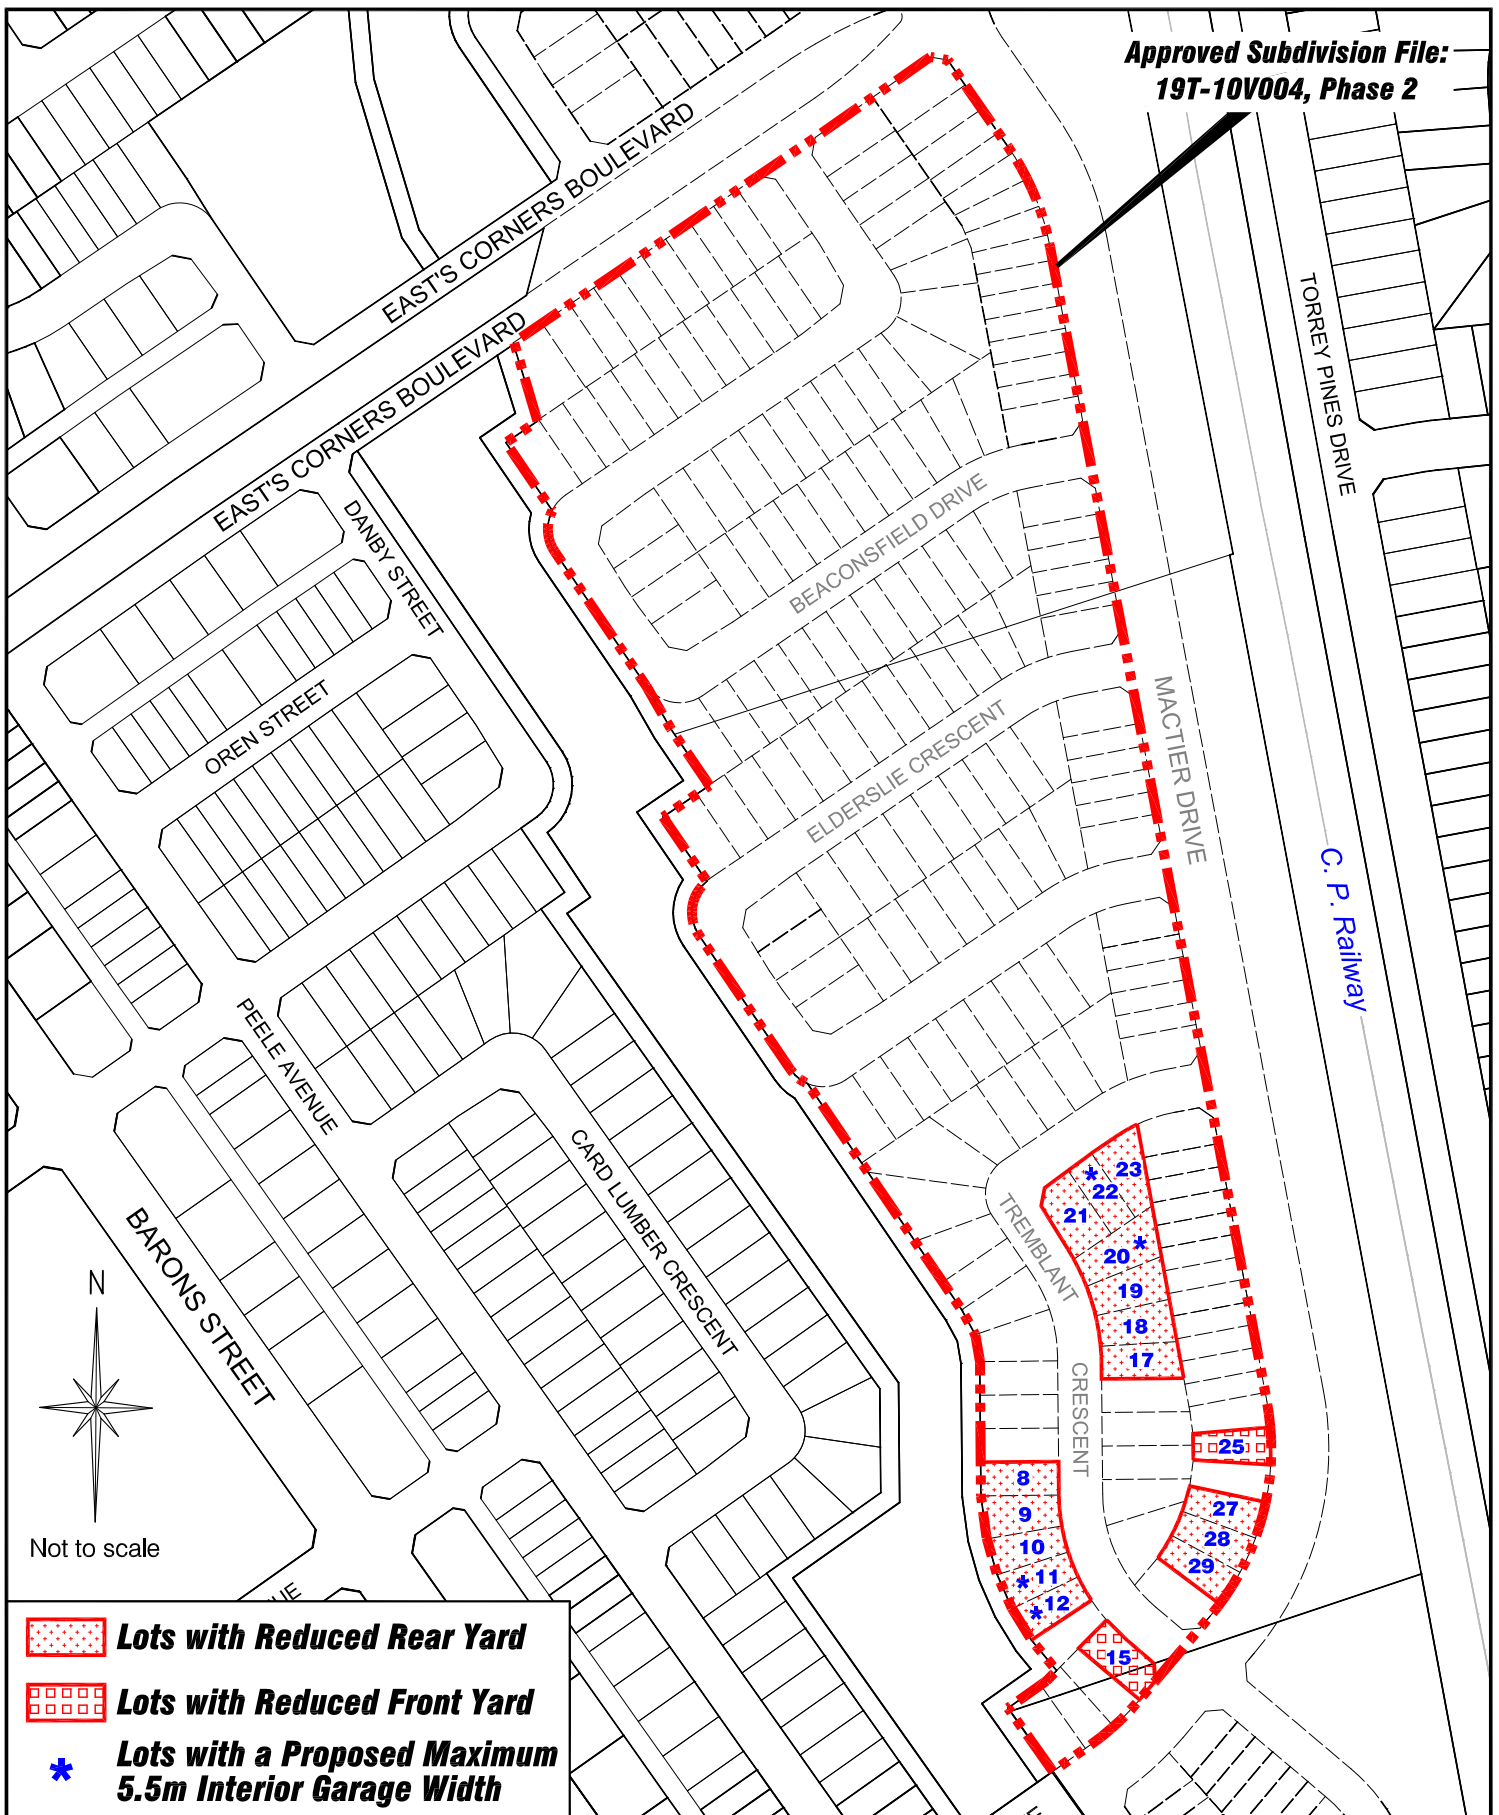 Approved Subdivision File:
19T-10V004, Phase 2
EAST'S CORNERS BOULEVARD
EAST'S CORNERS BOULEVARD
TORREY PINES DRIVE
DANBY STREET
BEACONSFIELD DRIVE
OREN STREET
ELDERSLIE CRESCENT
MACTIER DRIVE
C. P. Railway
PEELE AVENUE
CARD LUMBER CRESCENT
BARONS STREET
TREMBLANT
CRESCENT
23
* 22
21
20 *
19
18
17
25
8
9
10
* 11
* 12
27
28
29
15
N
Not to scale
UE
Lots with Reduced Rear Yard
Lots with Reduced Front Yard
* Lots with a Proposed Maximum
5.5m Interior Garage Width